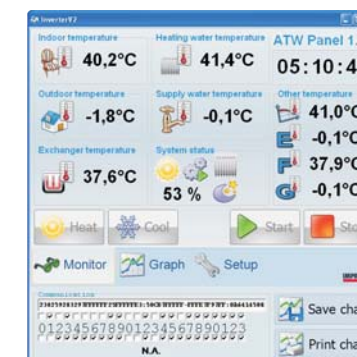 InverterV2
Indoor temperature
40,2°C
Heating water temperature
41,4°C
ATW Panel 1.
05:10:4
Outdoor temperature
-1,8°C
Supply water temperature
-0,1°C
Other temperature
41,0°C
E -0,1°C
F 37,9°C
G -0,1°C
Exchanger temperature
37,6°C
System status
53 %
Heat
Cool
Start
Sto
Monitor
Graph
Setup
012345678901234567890123
N.A.
Save cha
Print cha